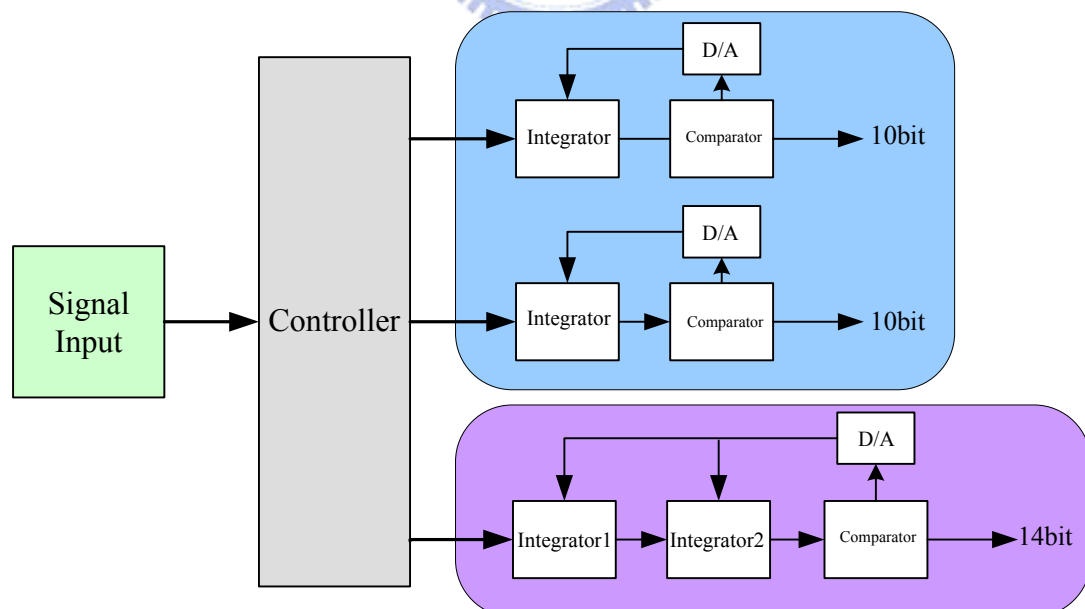 D/A
Integrator
Comparator
10bit
D/A
Signal
Input
Controller
Integrator
Comparator
10bit
D/A
Integrator1
Integrator2
Comparator
14bit